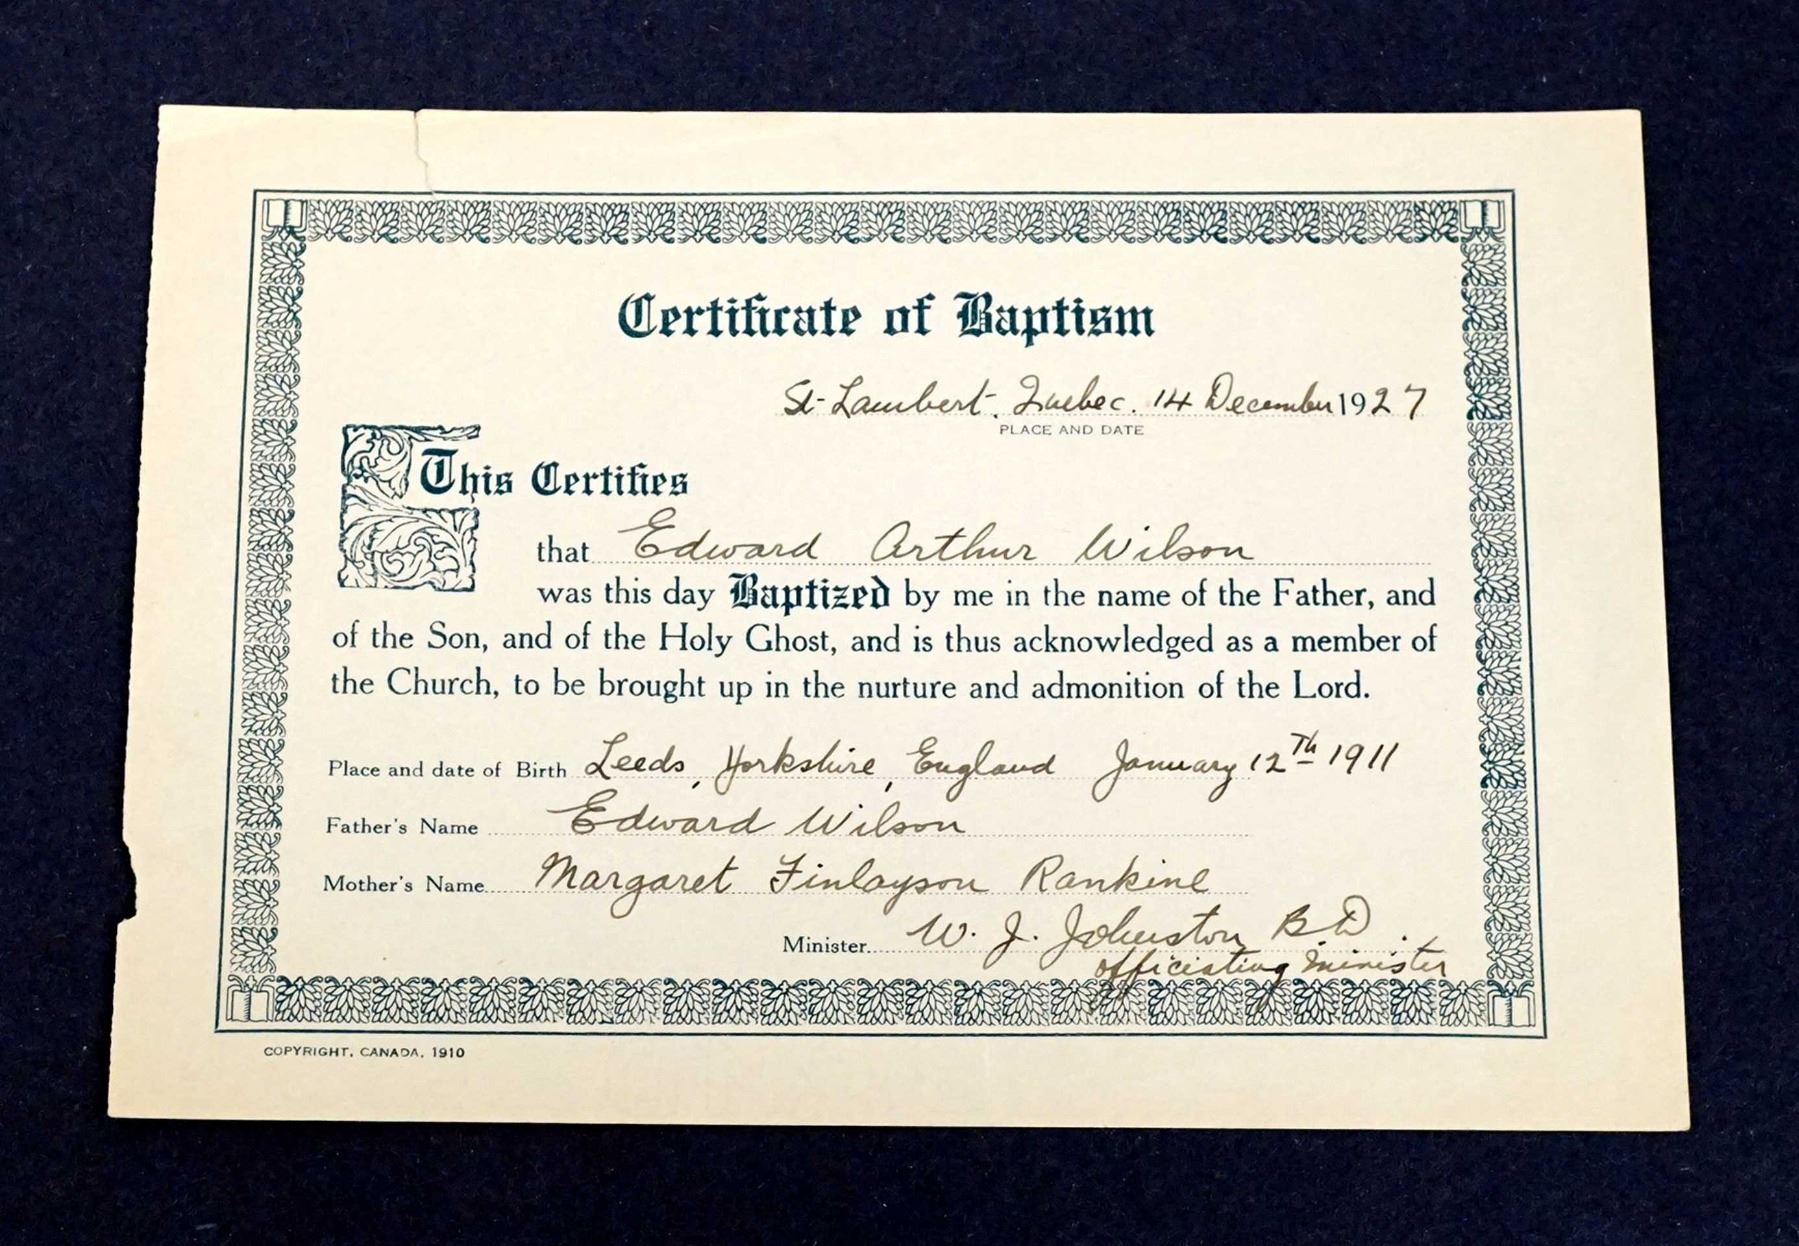 Certificate of Baptism
St-Lambert, Quebec. 14 December 1927
PLACE AND DATE
This Certifies
that Edward Arthur Wilson
was this day Baptized by me in the name of the Father, and
of the Son, and of the Holy Ghost, and is thus acknowledged as a member of
the Church, to be brought up in the nurture and admonition of the Lord.
Place and date of Birth Leeds, Yorkshire, England January 12th 1911
Father's Name Edward Wilson
Mother's Name Margaret Finlayson Rankine
Minister W. J. Johnston BD.
officiating minister
COPYRIGHT, CANADA, 1910